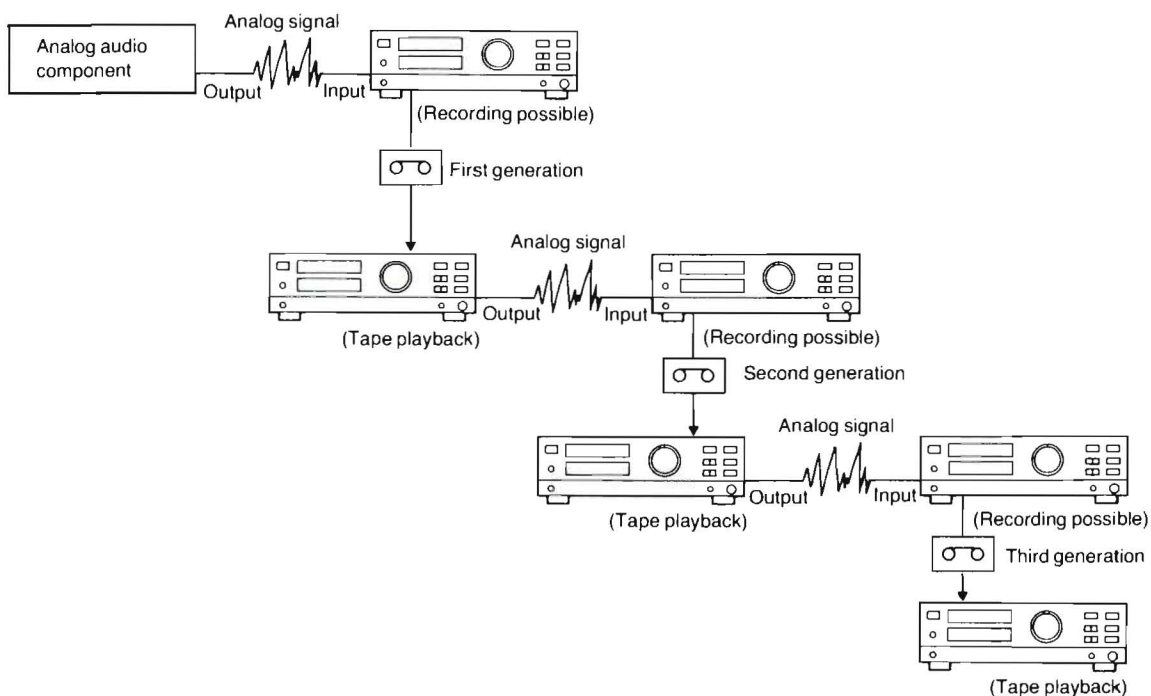 Analog signal
Analog audio
component
Output
Input
(Recording possible)
First generation
Analog signal
Output
Input
(Tape playback)
(Recording possible)
Second generation
Analog signal
Output
Input
(Tape playback)
(Recording possible)
Third generation
(Tape playback)